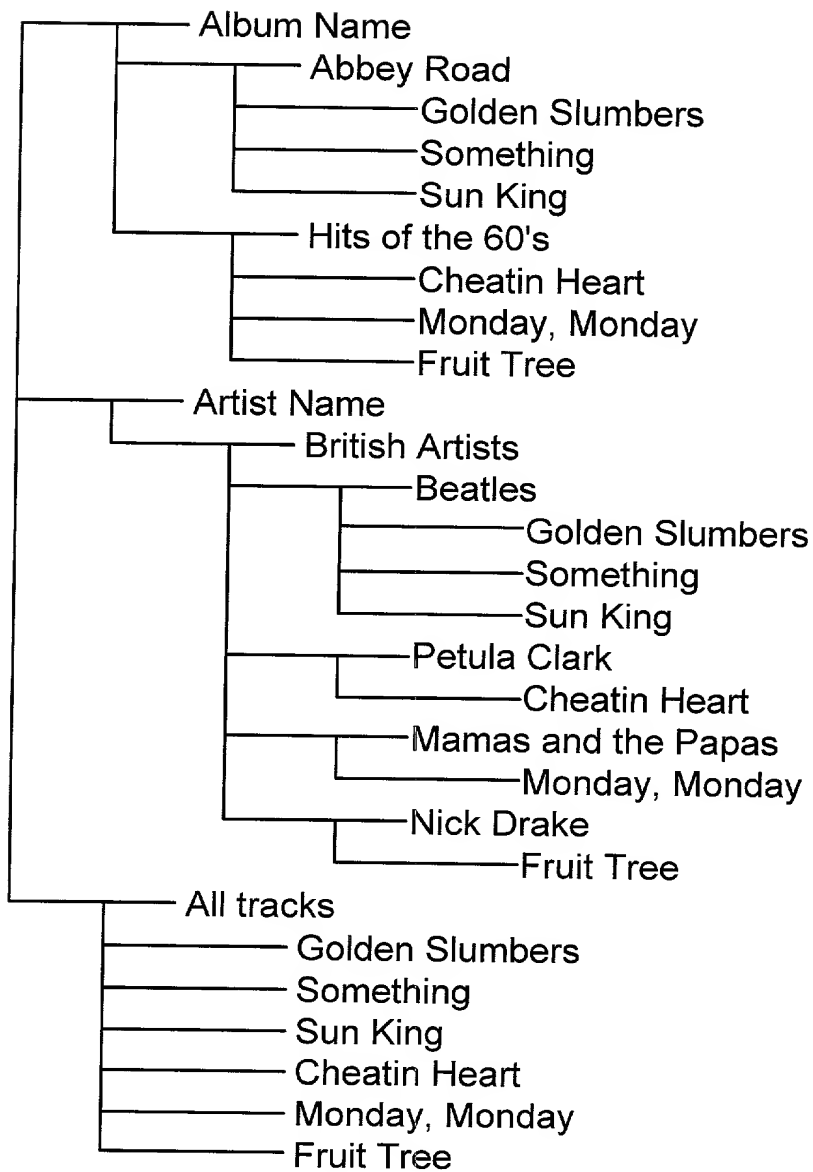 Album Name
Abbey Road
Golden Slumbers
Something
Sun King
Hits of the 60's
Cheatin Heart
Monday, Monday
Fruit Tree
Artist Name
British Artists
Beatles
Golden Slumbers
Something
Sun King
Petula Clark
Cheatin Heart
Mamas and the Papas
Monday, Monday
Nick Drake
Fruit Tree
All tracks
Golden Slumbers
Something
Sun King
Cheatin Heart
Monday, Monday
Fruit Tree